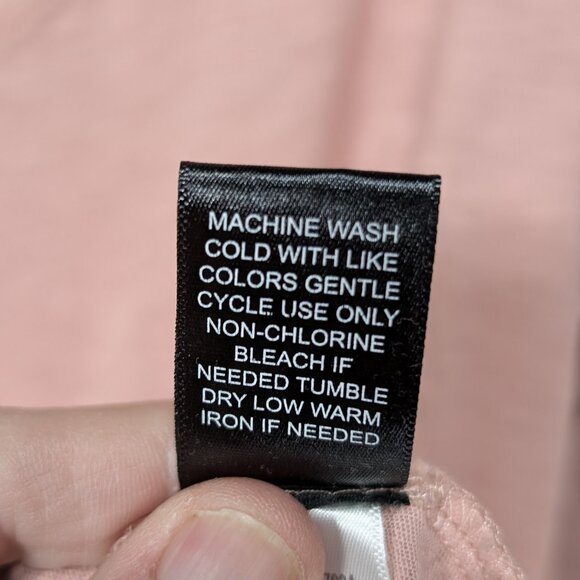 MACHINE WASH
COLD WITH LIKE
COLORS GENTLE
CYCLE USE ONLY
NON-CHLORINE
BLEACH IF
NEEDED TUMBLE
DRY LOW WARM
IRON IF NEEDED